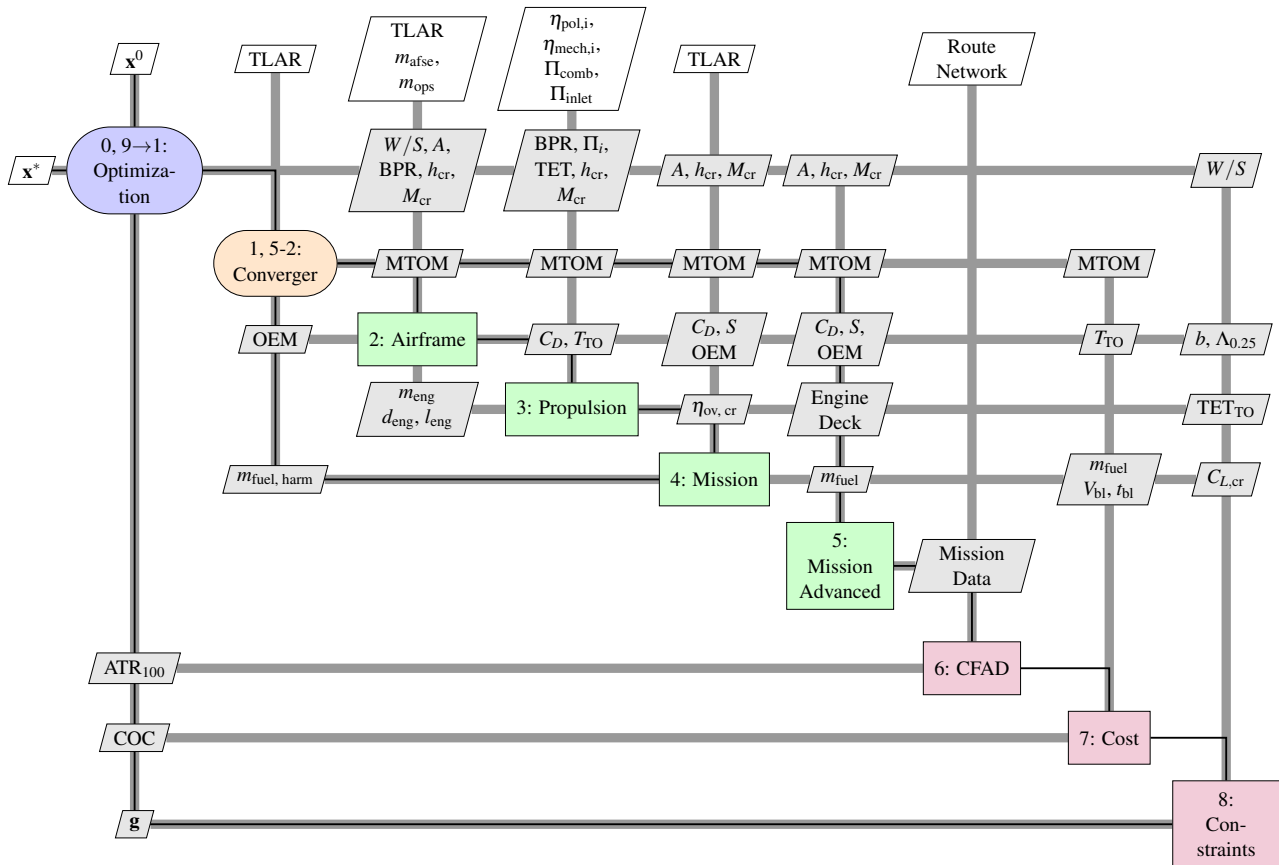 x⁰
TLAR
TLAR
m_afse,
m_ops
η_pol,i,
η_mech,i,
Π_comb,
Π_inlet
TLAR
Route
Network
x*
0, 9→1:
Optimiza-
tion
W/S, A,
BPR, h_cr,
M_cr
BPR, Π_i,
TET, h_cr,
M_cr
A, h_cr, M_cr
A, h_cr, M_cr
W/S
1, 5-2:
Converger
MTOM
MTOM
MTOM
MTOM
MTOM
OEM
2: Airframe
C_D, T_TO
C_D, S
OEM
C_D, S,
OEM
T_TO
b, Λ_0.25
m_eng
d_eng, l_eng
3: Propulsion
η_ov, cr
Engine
Deck
TET_TO
m_fuel, harm
4: Mission
m_fuel
m_fuel
V_bl, t_bl
C_L,cr
5:
Mission
Advanced
Mission
Data
ATR₁₀₀
6: CFAD
COC
7: Cost
g
8:
Con-
straints